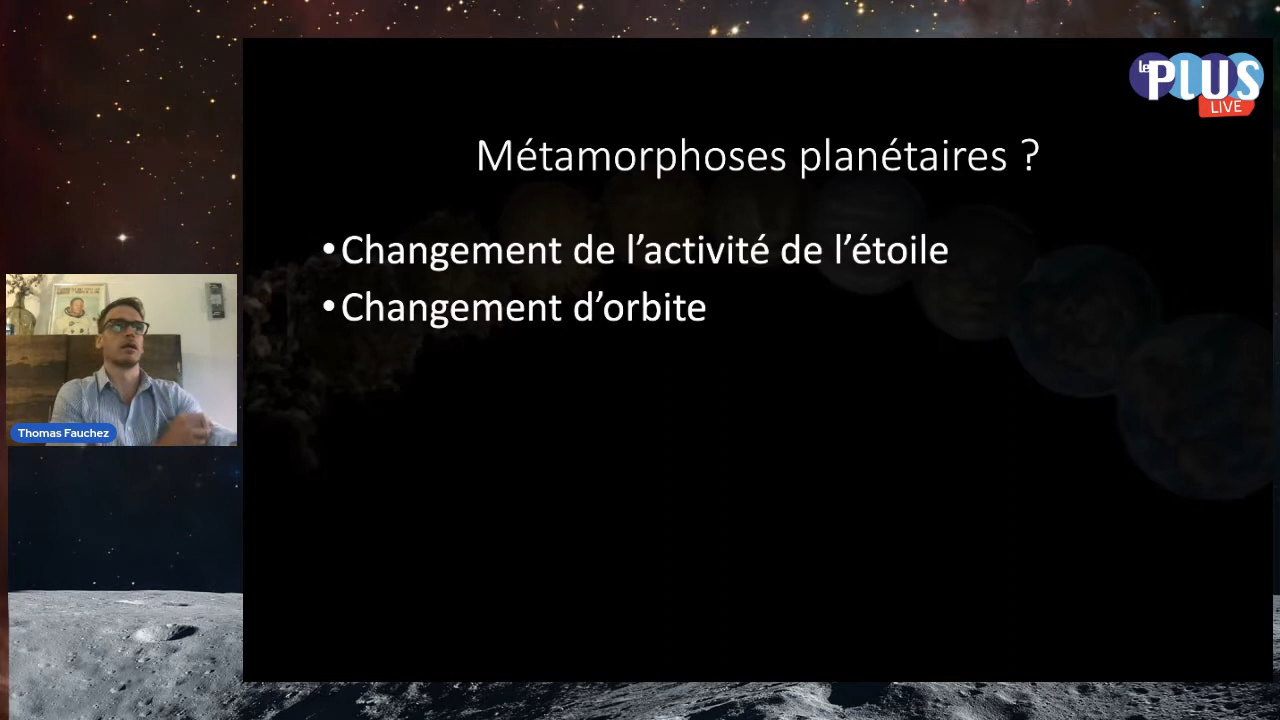 le PLUS
LIVE
Métamorphoses planétaires ?
•Changement de l’activité de l’étoile
•Changement d’orbite
Thomas Fauchez